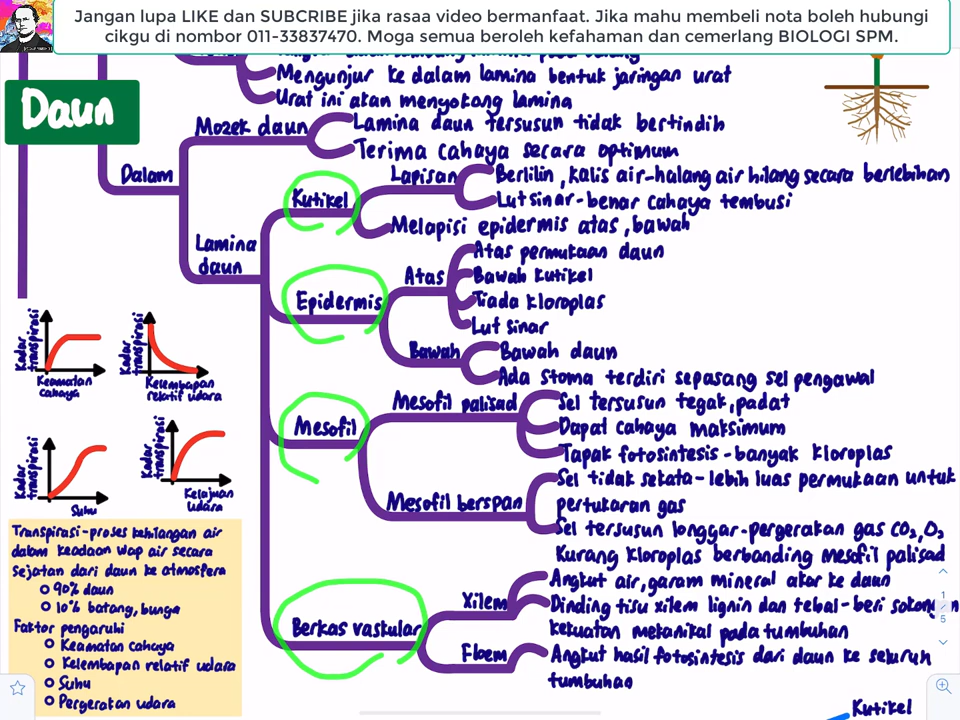 Jangan lupa LIKE dan SUBCRIBE jika rasaa video bermanfaat. Jika mahu membeli nota boleh hubungi
cikgu di nombor 011-33837470. Moga semua beroleh kefahaman dan cemerlang BIOLOGI SPM.
Mengunjur ke dalam lamina bentuk jaringan urat
Urat ini akan menyokong lamina
Daun
Dalam
Mozek daun
Lamina daun tersusun tidak bertindih
Terima cahaya secara optimum
Lamina
daun
Kutikel
Lapisan
Berlilin, kalis air-halang air hilang secara berlebihan
Lutsinar-benar cahaya tembusi
Melapisi epidermis atas, bawah
Epidermis
Atas
Atas permukaan daun
Bawah kutikel
Tiada kloroplas
Lut sinar
Bawah
Bawah daun
Ada stoma terdiri sepasang sel pengawal
Mesofil
Mesofil palisad
Sel tersusun tegak, padat
Dapat cahaya maksimum
Tapak fotosintesis - banyak kloroplas
Mesofil berspan
Sel tidak sekata - lebih luas permukaan untuk
pertukaran gas
Sel tersusun longgar-pergerakan gas CO2, O2
Kurang kloroplas berbanding mesofil palisad
Berkas vaskular
Xilem
Angkut air, garam mineral akar ke daun
Dinding tisu xilem lignin dan tebal-beri
kekuatan mekanikal pada tumbuhan
Floem
Angkut hasil fotosintesis dari daun ke seluruh
tumbuhan
Kadar
transpirasi
Keamatan
cahaya
Kadar
transpirasi
Kelembapan
relatif udara
Kadar
transpirasi
Suhu
Kadar
transpirasi
Kelajuan
udara
Transpirasi-proses kehilangan air
dalam keadaan wap air secara
sejatan dari daun ke atmosfera
90% daun
10% batang, bunga
Faktor pengaruhi
Keamatan cahaya
Kelembapan relatif udara
Suhu
Pergerakan udara
1
5
Kutikel